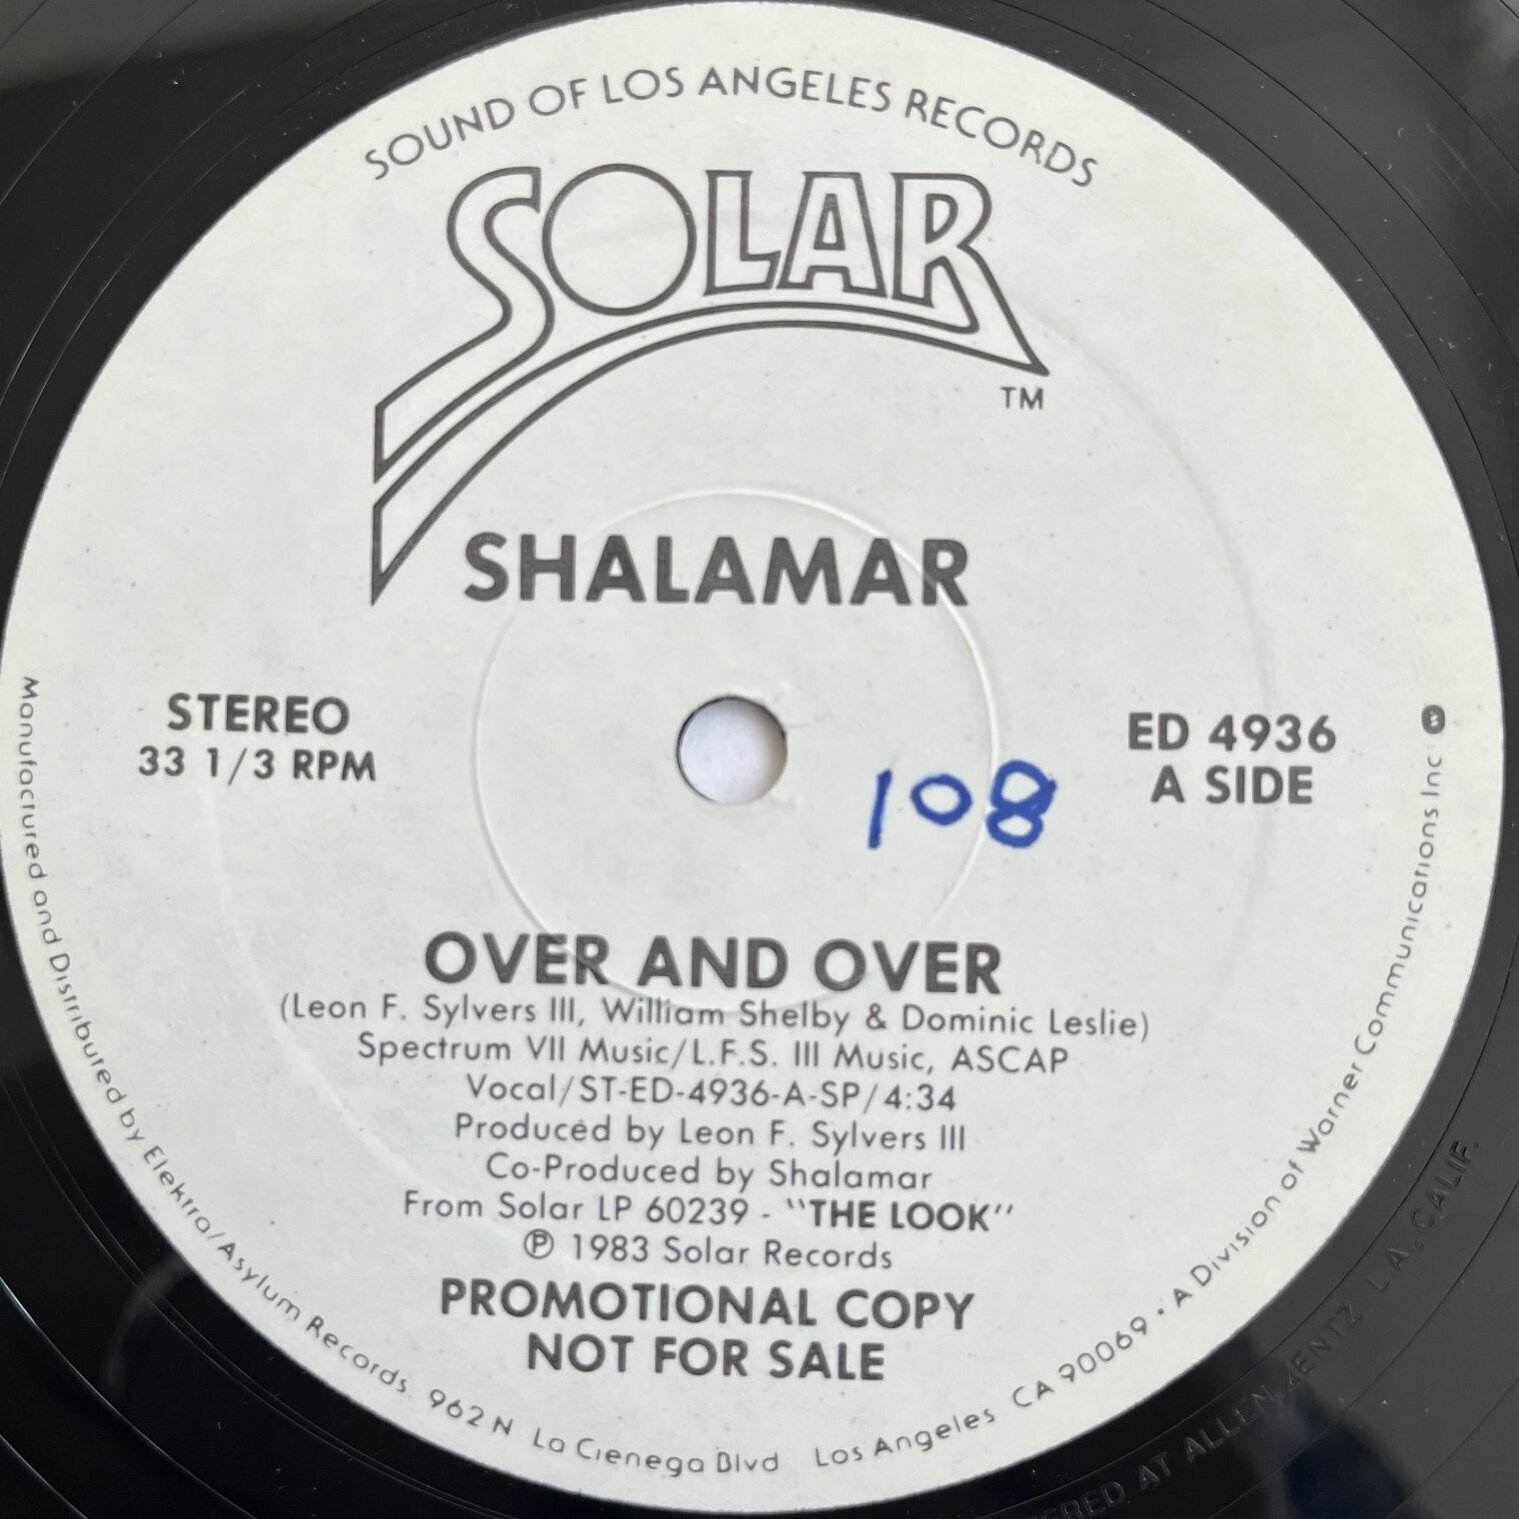 SOUND OF LOS ANGELES RECORDS
SOLAR
TM
SHALAMAR
STEREO
33 1/3 RPM
ED 4936
A SIDE
108
OVER AND OVER
(Leon F. Sylvers III, William Shelby & Dominic Leslie)
Spectrum VII Music/L.F.S. III Music, ASCAP
Vocal/ST-ED-4936-A-SP/4:34
Produced by Leon F. Sylvers III
Co-Produced by Shalamar
From Solar LP 60239 - "THE LOOK"
Ⓟ 1983 Solar Records
PROMOTIONAL COPY
NOT FOR SALE
Manufactured and Distributed by Elektra/Asylum Records 962 N La Cienega Blvd Los Angeles CA 90069 • A Division of Warner Communications Inc
AT ALLEN ZENTZ L.A., CALIF.